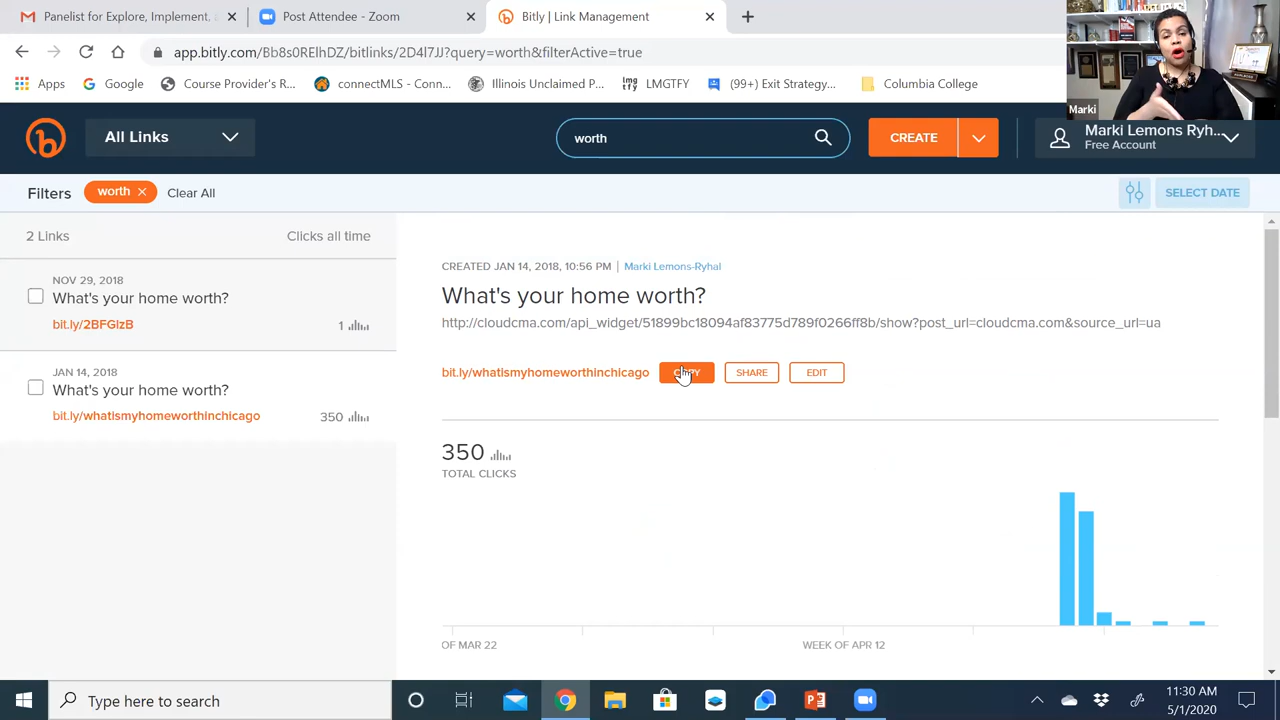 Panelist for Explore, Implement,
Post Attendee - Zoom
Bitly | Link Management
app.bitly.com/Bb8s0RElhDZ/bitlinks/2D4I7JJ?query=worth&filterActive=true
Apps
Google
Course Provider's R...
connectMLS - Conn...
Illinois Unclaimed P...
lmg tfy
LMGTFY
(99+) Exit Strategy...
Columbia College
Marki
All Links
worth
CREATE
Marki Lemons Ryh...
Free Account
Filters
worth
Clear All
SELECT DATE
2 Links
Clicks all time
NOV 29, 2018
What's your home worth?
bit.ly/2BFGlzB
1
JAN 14, 2018
What's your home worth?
bit.ly/whatismyhomeworthinchicago
350
CREATED JAN 14, 2018, 10:56 PM | Marki Lemons-Ryhal
What's your home worth?
http://cloudcma.com/api_widget/51899bc18094af83775d789f0266ff8b/show?post_url=cloudcma.com&source_url=ua
bit.ly/whatismyhomeworthinchicago
COPY
SHARE
EDIT
350
TOTAL CLICKS
OF MAR 22
WEEK OF APR 12
Type here to search
11:30 AM
5/1/2020